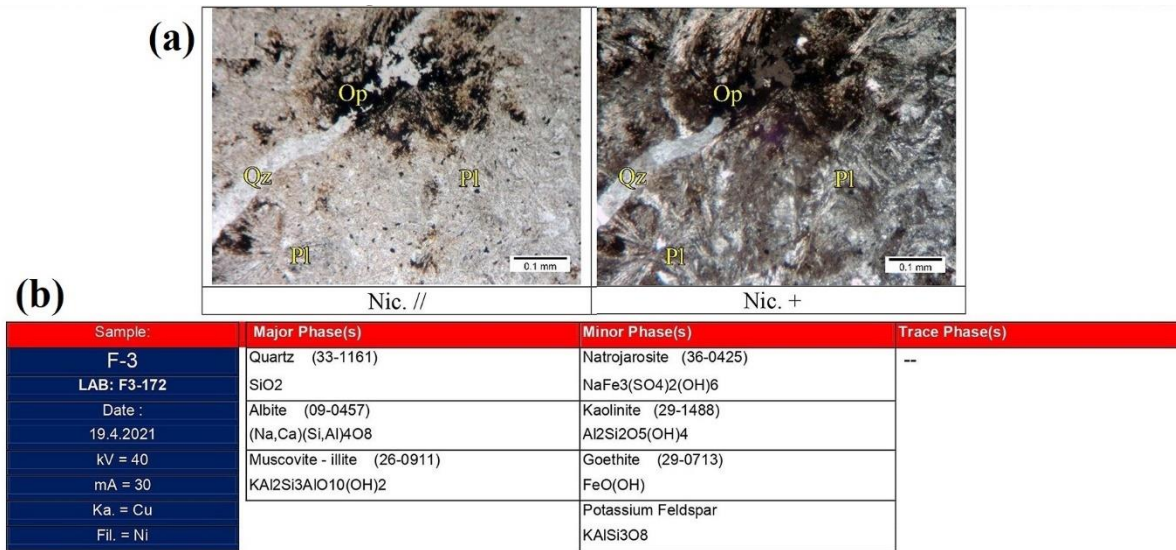 (a)
Op
Qz
Pl
Pl
0.1 mm
Nic. //
Op
Qz
Pl
Pl
0.1 mm
Nic. +
(b)
Sample: Major Phase(s) Minor Phase(s) Trace Phase(s)
F-3 Quartz (33-1161) Natrojarosite (36-0425) --
LAB: F3-172 SiO2 NaFe3(SO4)2(OH)6
Date : Albite (09-0457) Kaolinite (29-1488)
19.4.2021 (Na,Ca)(Si,Al)4O8 Al2Si2O5(OH)4
kV = 40 Muscovite - illite (26-0911) Goethite (29-0713)
mA = 30 KAl2Si3AlO10(OH)2 FeO(OH)
Ka. = Cu Potassium Feldspar
Fil. = Ni KAlSi3O8